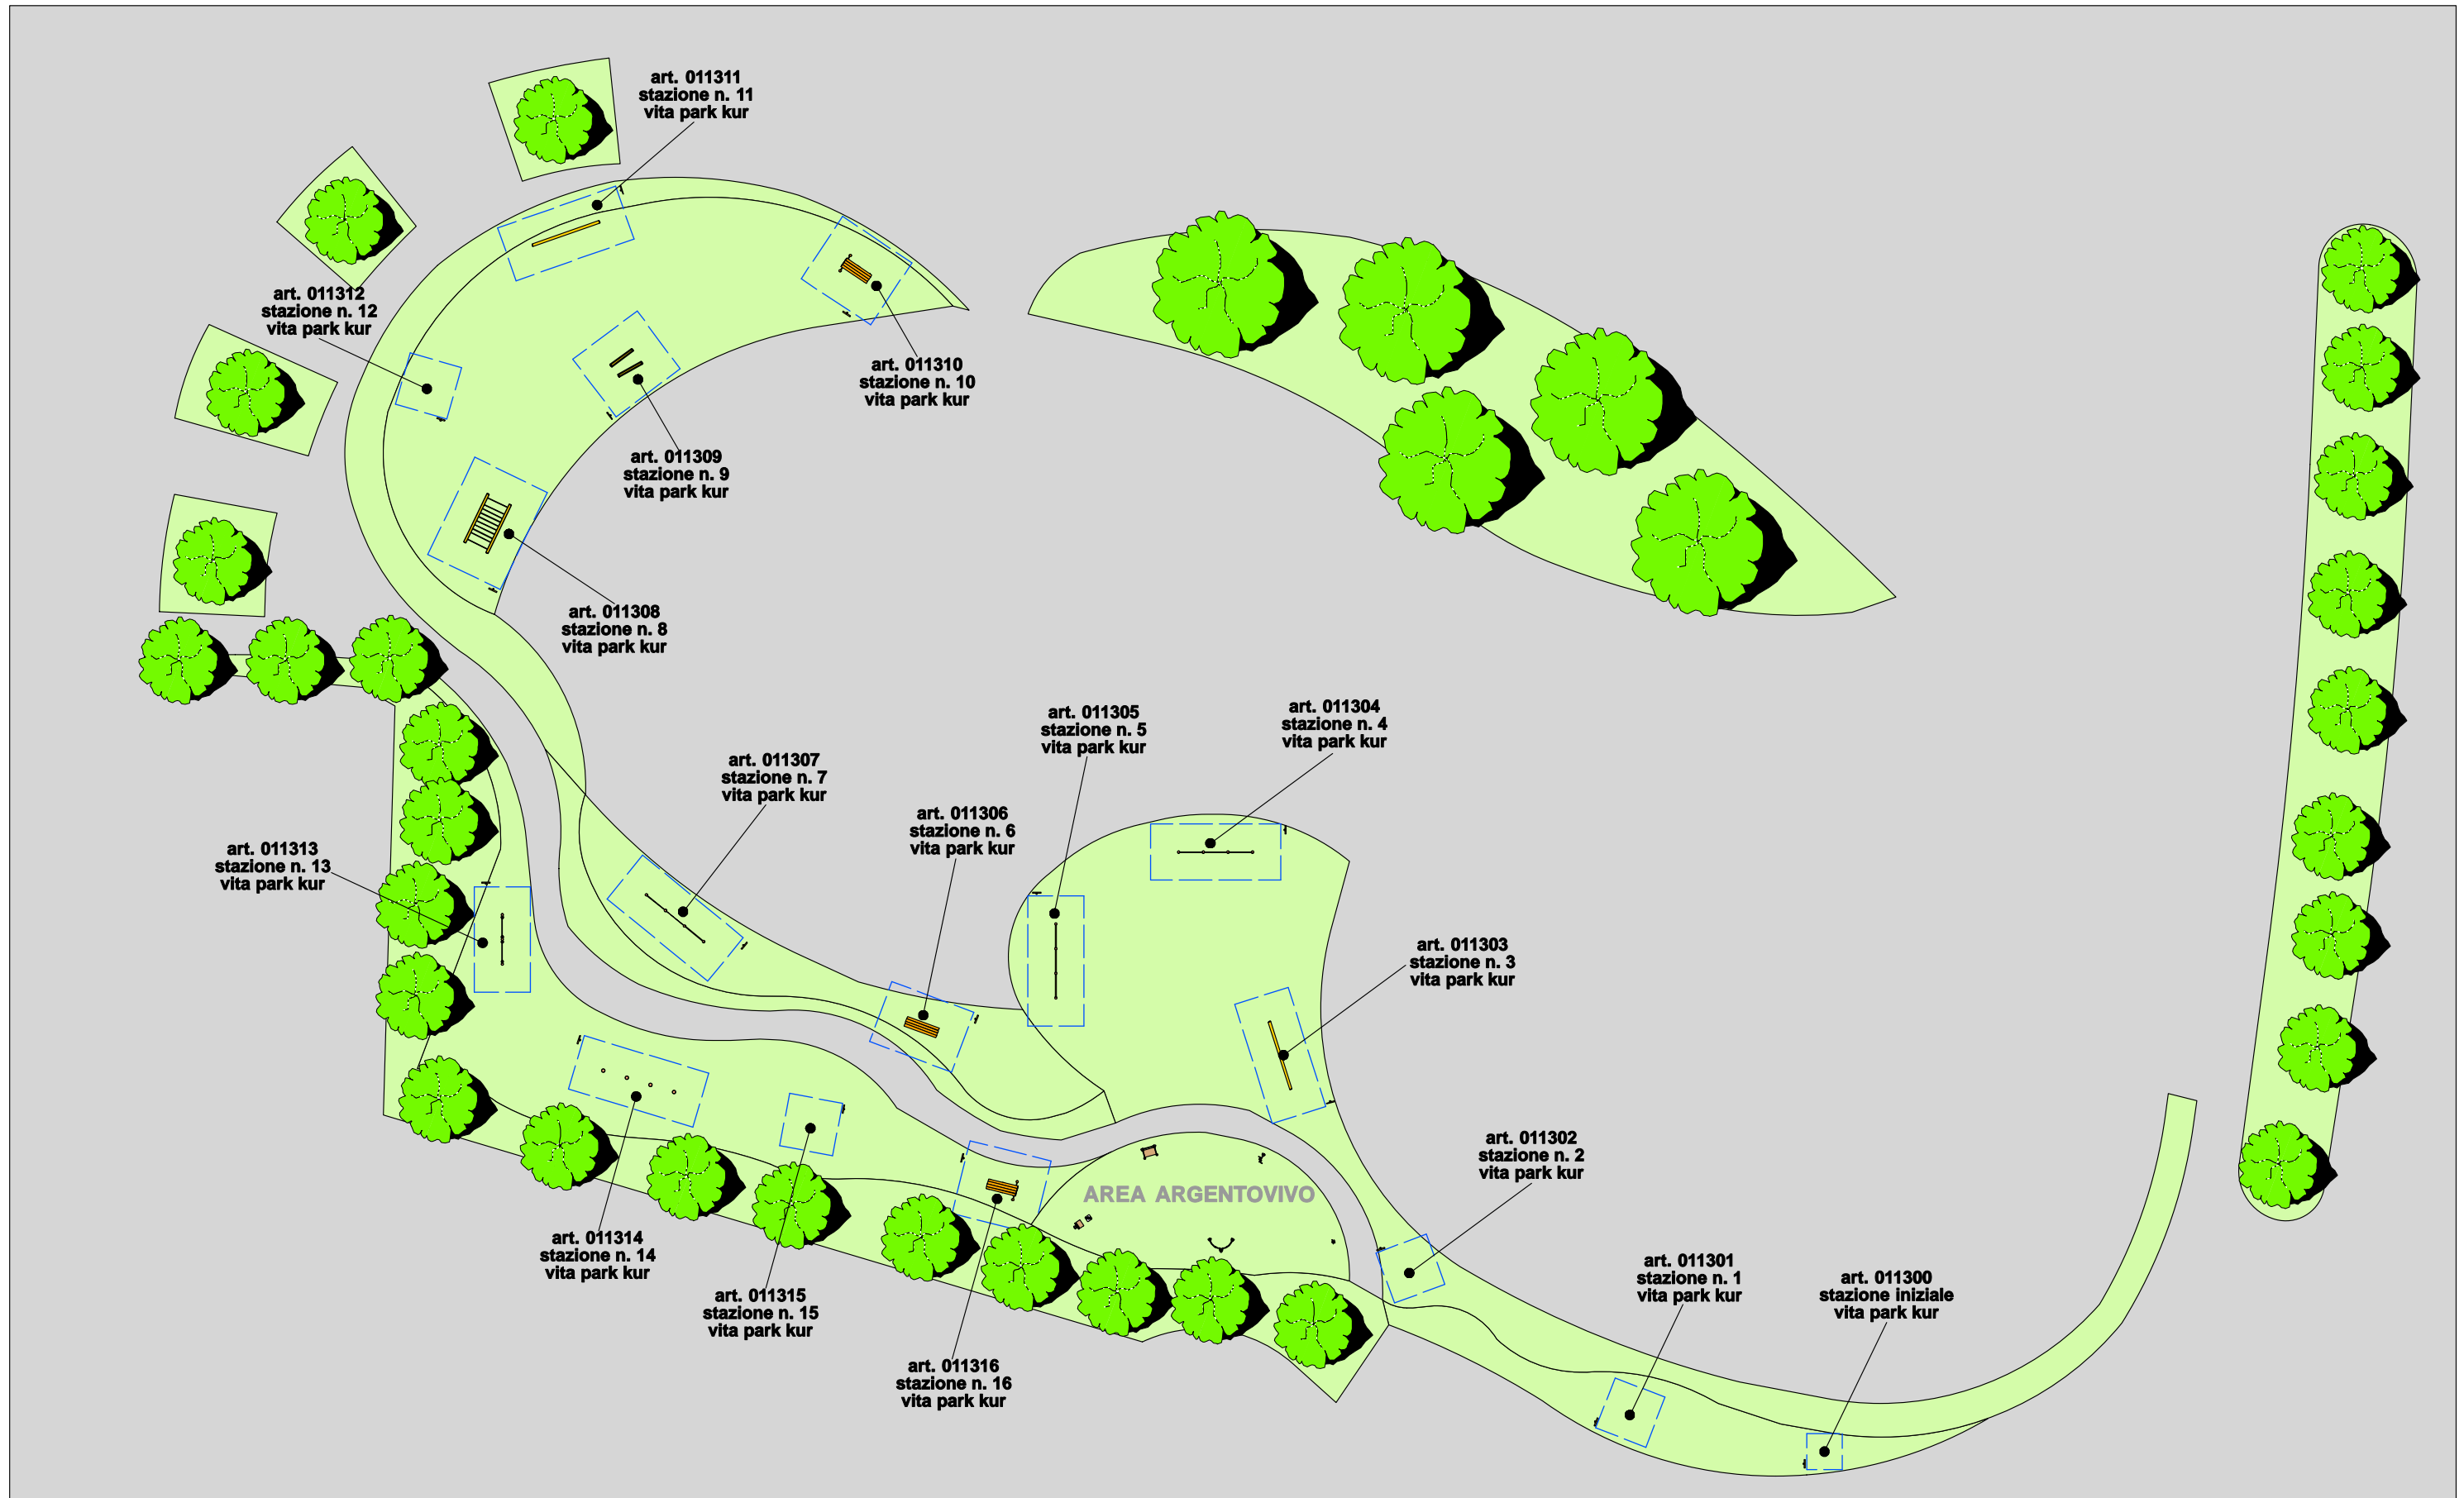 art. 011311
stazione n. 11
vita park kur
art. 011312
stazione n. 12
vita park kur
art. 011310
stazione n. 10
vita park kur
art. 011309
stazione n. 9
vita park kur
art. 011308
stazione n. 8
vita park kur
art. 011304
stazione n. 4
vita park kur
art. 011305
stazione n. 5
vita park kur
art. 011307
stazione n. 7
vita park kur
art. 011306
stazione n. 6
vita park kur
art. 011313
stazione n. 13
vita park kur
art. 011303
stazione n. 3
vita park kur
art. 011302
stazione n. 2
vita park kur
AREA ARGENTOVIVO
art. 011314
stazione n. 14
vita park kur
art. 011301
stazione n. 1
vita park kur
art. 011300
stazione iniziale
vita park kur
art. 011315
stazione n. 15
vita park kur
art. 011316
stazione n. 16
vita park kur